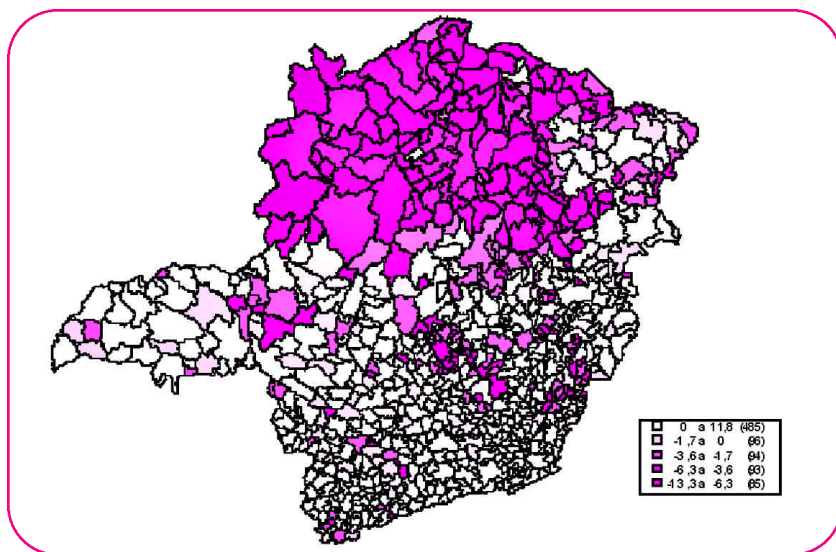 0 a 11,8 (485)
-1,7 a 0 (96)
-3,6 a -1,7 (94)
-6,3 a -3,6 (93)
-13,3 a -6,3 (85)